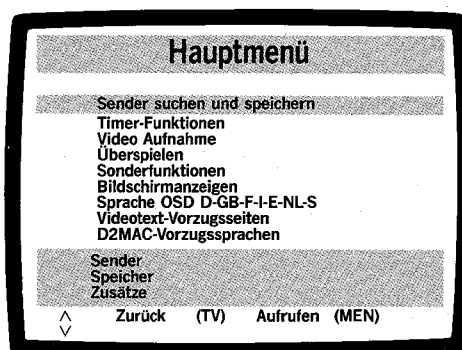 Hauptmenü
Sender suchen und speichern
Timer-Funktionen
Video Aufnahme
Überspielen
Sonderfunktionen
Bildschirmanzeigen
Sprache OSD D-GB-F-I-E-NL-S
Videotext-Vorzugsseiten
D2MAC-Vorzugssprachen
Sender
Speicher
Zusätze
∧ Zurück (TV) Aufrufen (MEN)
∨